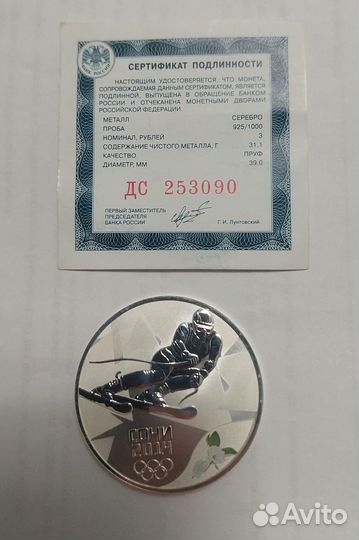 СЕРТИФИКАТ ПОДЛИННОСТИ
НАСТОЯЩИМ УДОСТОВЕРЯЕТСЯ, ЧТО МОНЕТА,
СОПРОВОЖДАЕМАЯ ДАННЫМ СЕРТИФИКАТОМ, ЯВЛЯЕТСЯ
ПОДЛИННОЙ, ВЫПУЩЕНА В ОБРАЩЕНИЕ БАНКОМ
РОССИИ И ОТЧЕКАНЕНА МОНЕТНЫМИ ДВОРАМИ
РОССИЙСКОЙ ФЕДЕРАЦИИ.
МЕТАЛЛ СЕРЕБРО
ПРОБА 925/1000
НОМИНАЛ, РУБЛЕЙ 3
СОДЕРЖАНИЕ ЧИСТОГО МЕТАЛЛА, Г 31,1
КАЧЕСТВО ПРУФ
ДИАМЕТР, ММ 39,0
ДС 253090
ПЕРВЫЙ ЗАМЕСТИТЕЛЬ
ПРЕДСЕДАТЕЛЯ
БАНКА РОССИИ Г. И. Лунтовский
СОЧИ
2014
Avito